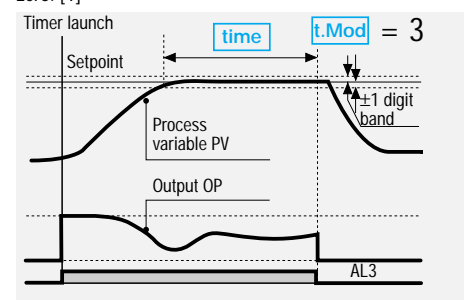 Timer launch
time
t.Mod = 3
Setpoint
±1 digit
band
Process
variable PV
Output OP
AL3